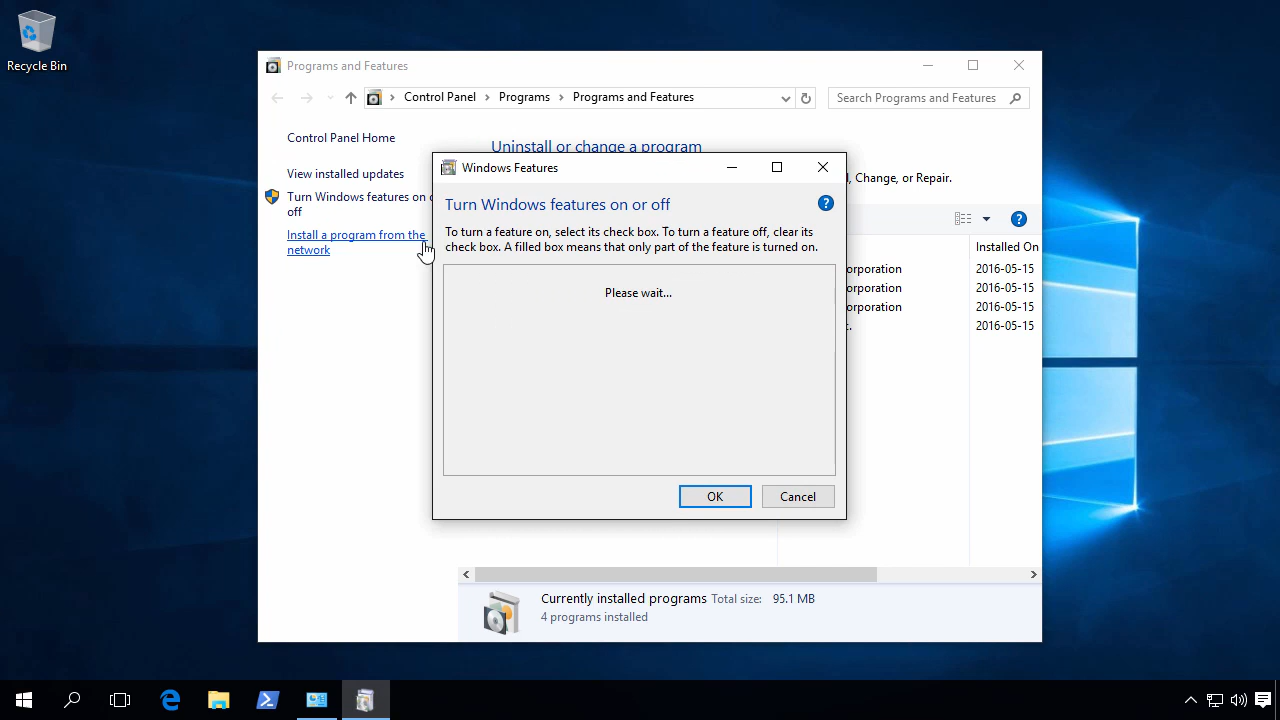 Recycle Bin
Programs and Features
Control Panel > Programs > Programs and Features
Search Programs and Features
Control Panel Home
View installed updates
Turn Windows features on o
off
Install a program from the
network
Uninstall or change a program
, Change, or Repair.
Installed On
orporation 2016-05-15
orporation 2016-05-15
orporation 2016-05-15
. 2016-05-15
Windows Features
Turn Windows features on or off
To turn a feature on, select its check box. To turn a feature off, clear its
check box. A filled box means that only part of the feature is turned on.
Please wait...
OK
Cancel
Currently installed programs Total size: 95.1 MB
4 programs installed